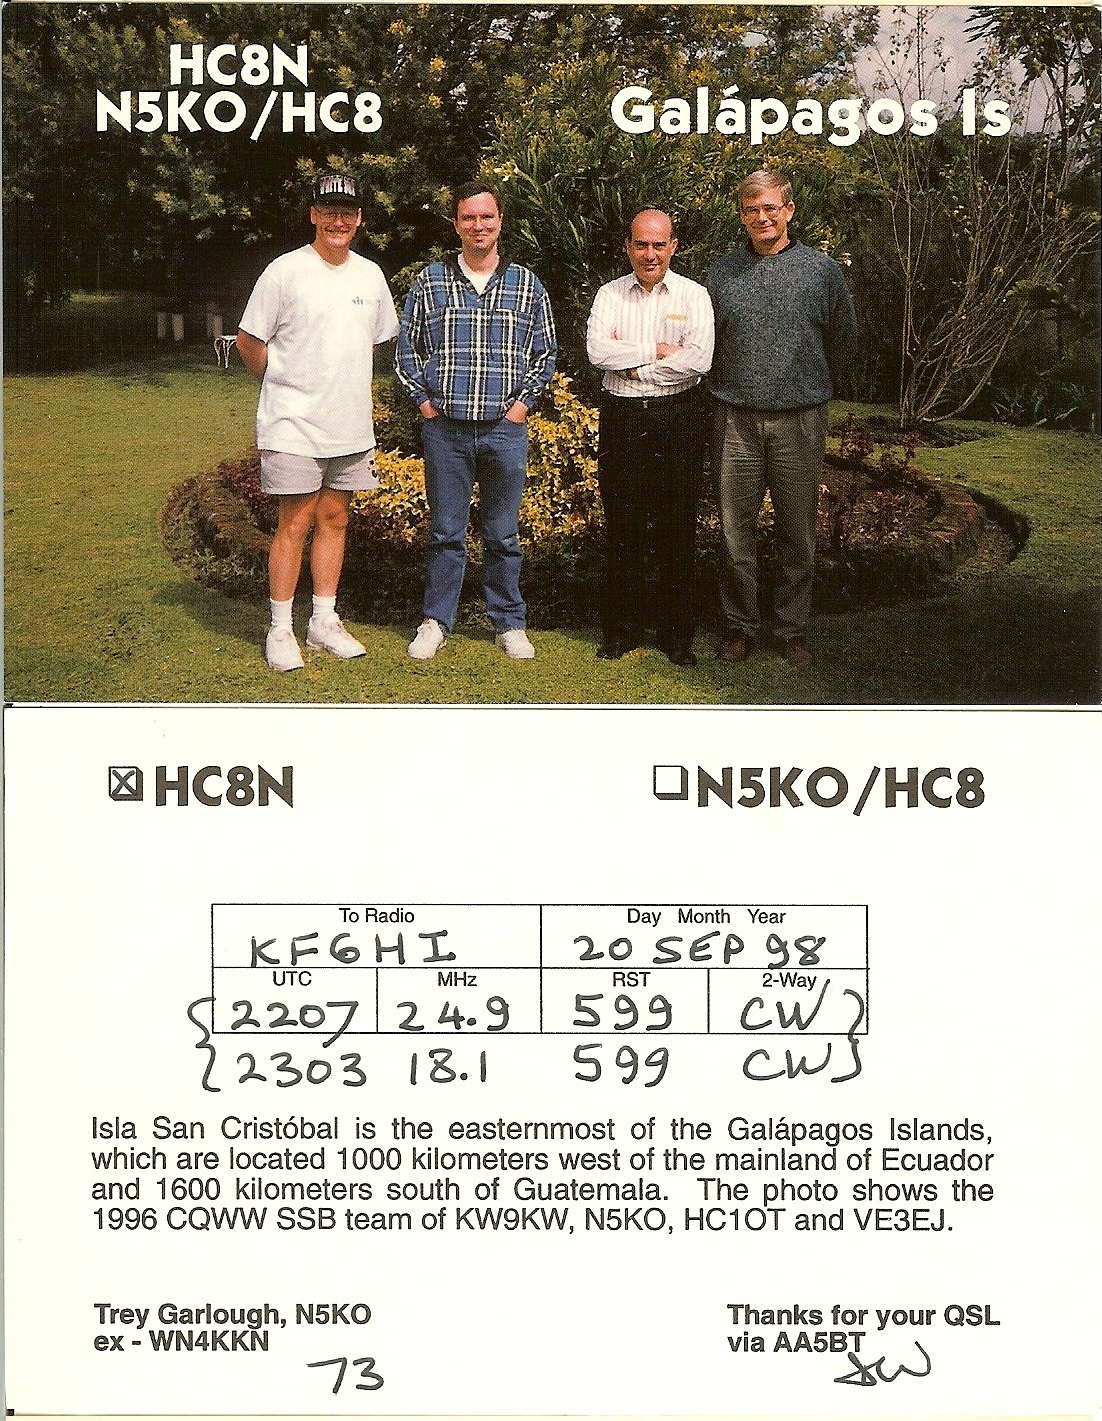 HC8N
N5KO/HC8
Galápagos Is
☒ HC8N
☐ N5KO/HC8
To Radio
Day Month Year
KF6HI
20 SEP 98
UTC
MHz
RST
2-Way
2207
24.9
599
CW
2303
18.1
599
CW
Isla San Cristóbal is the easternmost of the Galápagos Islands,
which are located 1000 kilometers west of the mainland of Ecuador
and 1600 kilometers south of Guatemala. The photo shows the
1996 CQWW SSB team of KW9KW, N5KO, HC1OT and VE3EJ.
Trey Garlough, N5KO
ex - WN4KKN
73
Thanks for your QSL
via AA5BT